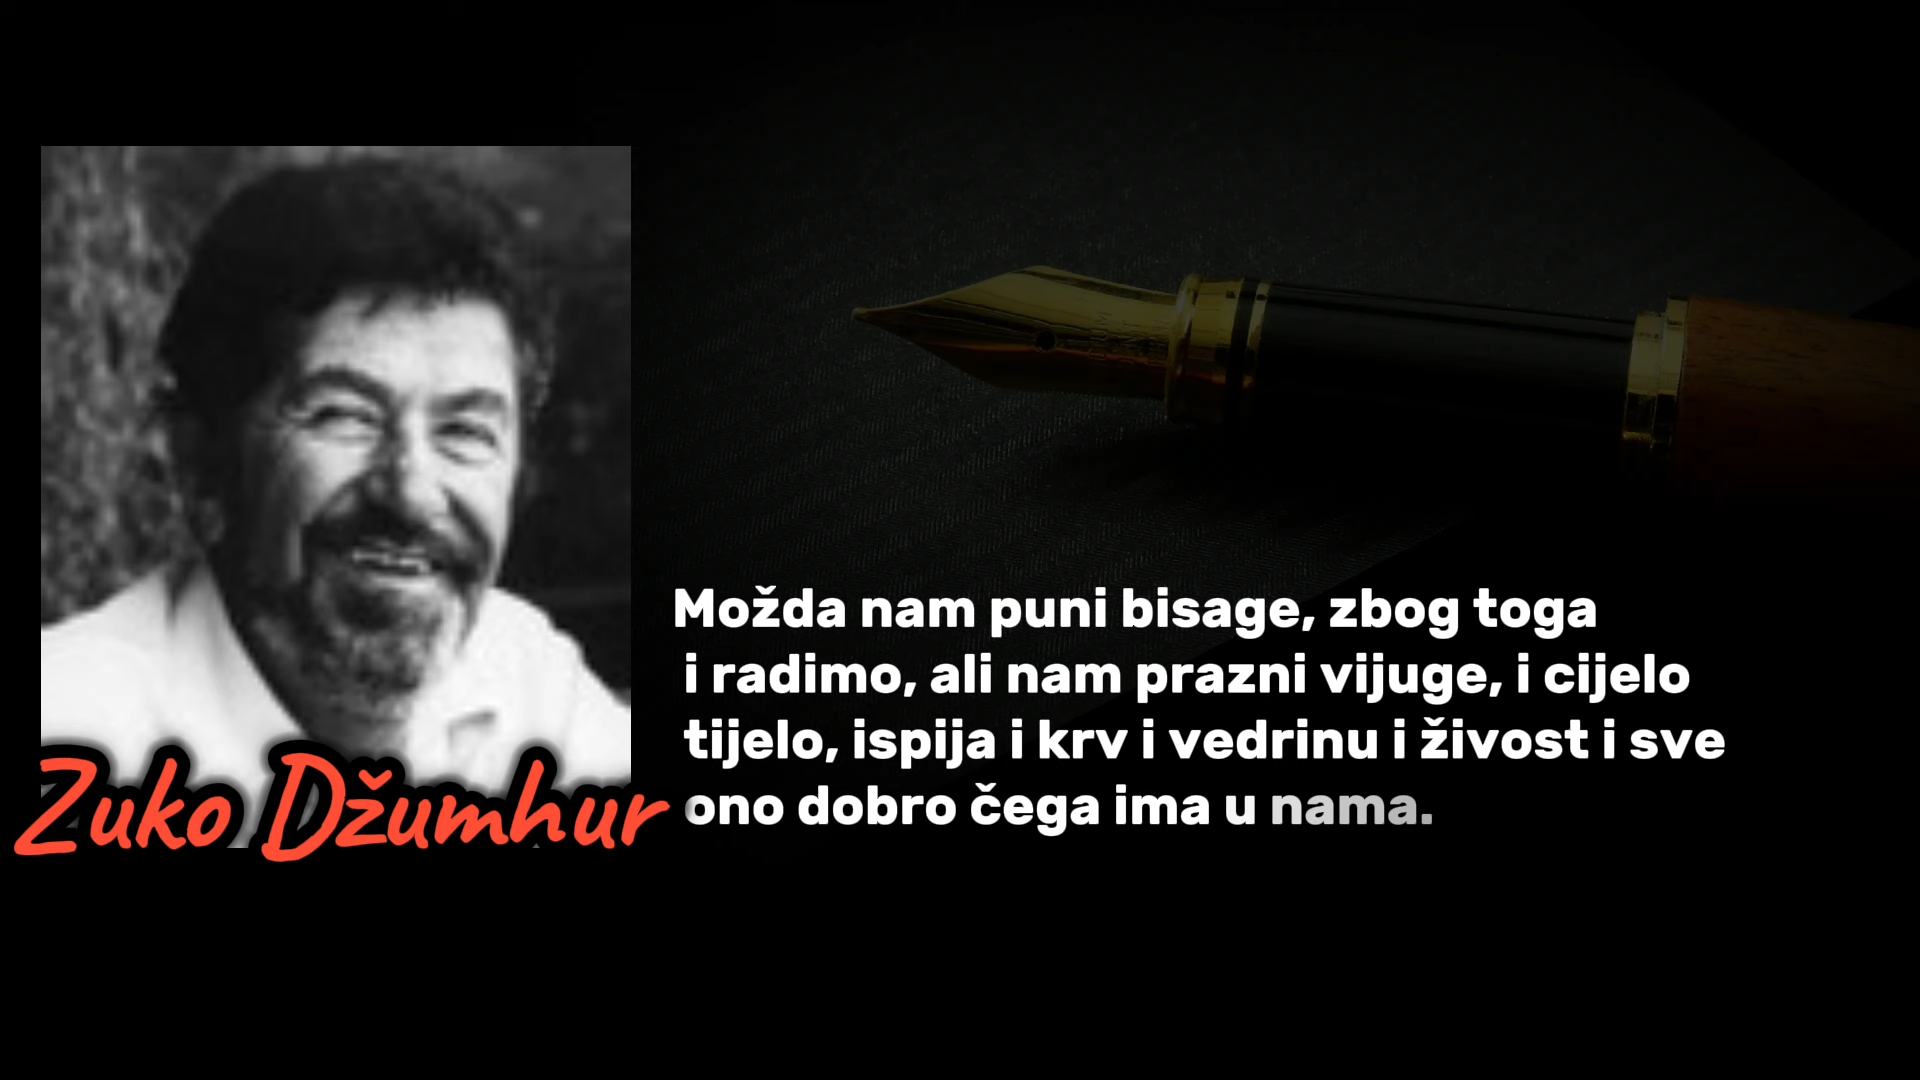 Zuko Džumhur
Možda nam puni bisage, zbog toga
i radimo, ali nam prazni vijuge, i cijelo
tijelo, ispija i krv i vedrinu i živost i sve
ono dobro čega ima u nama.